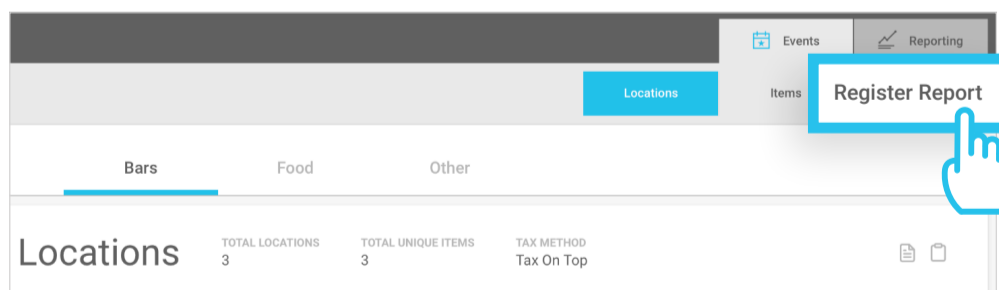 Events Reporting
Locations Items Register Report
Bars Food Other
Locations
TOTAL LOCATIONS TOTAL UNIQUE ITEMS TAX METHOD
3 3 Tax On Top